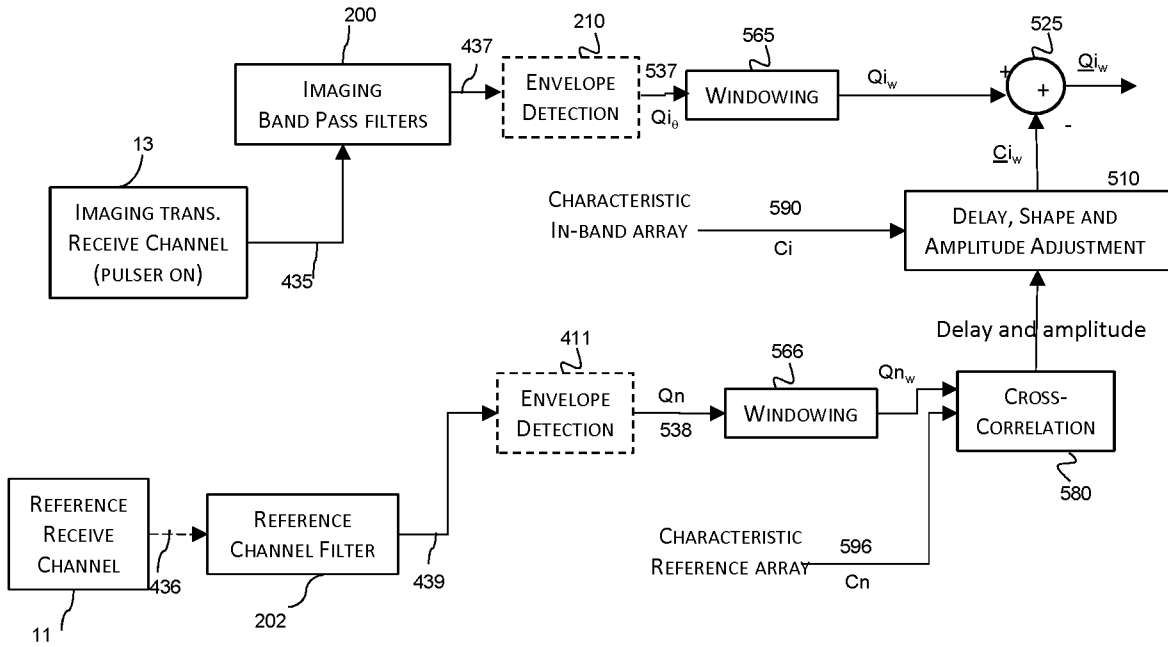 200
437
210
565
525
IMAGING
BAND PASS FILTERS
ENVELOPE
DETECTION
537
Qiθ
WINDOWING
Qiw
+
+
-
Qiw
13
IMAGING TRANS.
RECEIVE CHANNEL
(PULSER ON)
435
CHARACTERISTIC
IN-BAND ARRAY
590
Ci
Ciw
510
DELAY, SHAPE AND
AMPLITUDE ADJUSTMENT
Delay and amplitude
411
ENVELOPE
DETECTION
Qn
538
566
WINDOWING
Qnw
CROSS-
CORRELATION
580
REFERENCE
RECEIVE
CHANNEL
11
436
REFERENCE
CHANNEL FILTER
202
439
CHARACTERISTIC
REFERENCE ARRAY
596
Cn